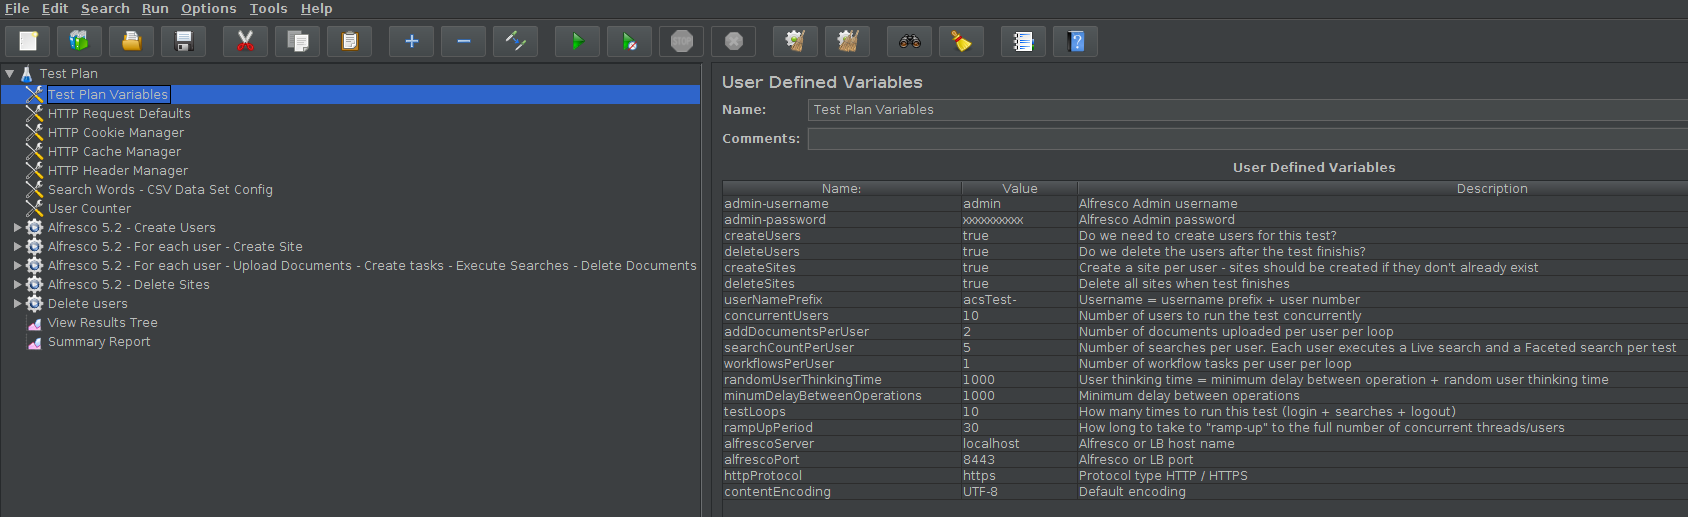 File Edit Search Run Options Tools Help
STOP
Test Plan
Test Plan Variables
HTTP Request Defaults
HTTP Cookie Manager
HTTP Cache Manager
HTTP Header Manager
Search Words - CSV Data Set Config
User Counter
Alfresco 5.2 - Create Users
Alfresco 5.2 - For each user - Create Site
Alfresco 5.2 - For each user - Upload Documents - Create tasks - Execute Searches - Delete Documents
Alfresco 5.2 - Delete Sites
Delete users
View Results Tree
Summary Report
User Defined Variables
Name: Test Plan Variables
Comments:
User Defined Variables
Name: Value Description
admin-username admin Alfresco Admin username
admin-password xxxxxxxxxx Alfresco Admin password
createUsers true Do we need to create users for this test?
deleteUsers true Do we delete the users after the test finishis?
createSites true Create a site per user - sites should be created if they don't already exist
deleteSites true Delete all sites when test finishes
userNamePrefix acsTest- Username = username prefix + user number
concurrentUsers 10 Number of users to run the test concurrently
addDocumentsPerUser 2 Number of documents uploaded per user per loop
searchCountPerUser 5 Number of searches per user. Each user executes a Live search and a Faceted search per test
workflowsPerUser 1 Number of workflow tasks per user per loop
randomUserThinkingTime 1000 User thinking time = minimum delay between operation + random user thinking time
minumDelayBetweenOperations 1000 Minimum delay between operations
testLoops 10 How many times to run this test (login + searches + logout)
rampUpPeriod 30 How long to take to "ramp-up" to the full number of concurrent threads/users
alfrescoServer localhost Alfresco or LB host name
alfrescoPort 8443 Alfresco or LB port
httpProtocol https Protocol type HTTP / HTTPS
contentEncoding UTF-8 Default encoding